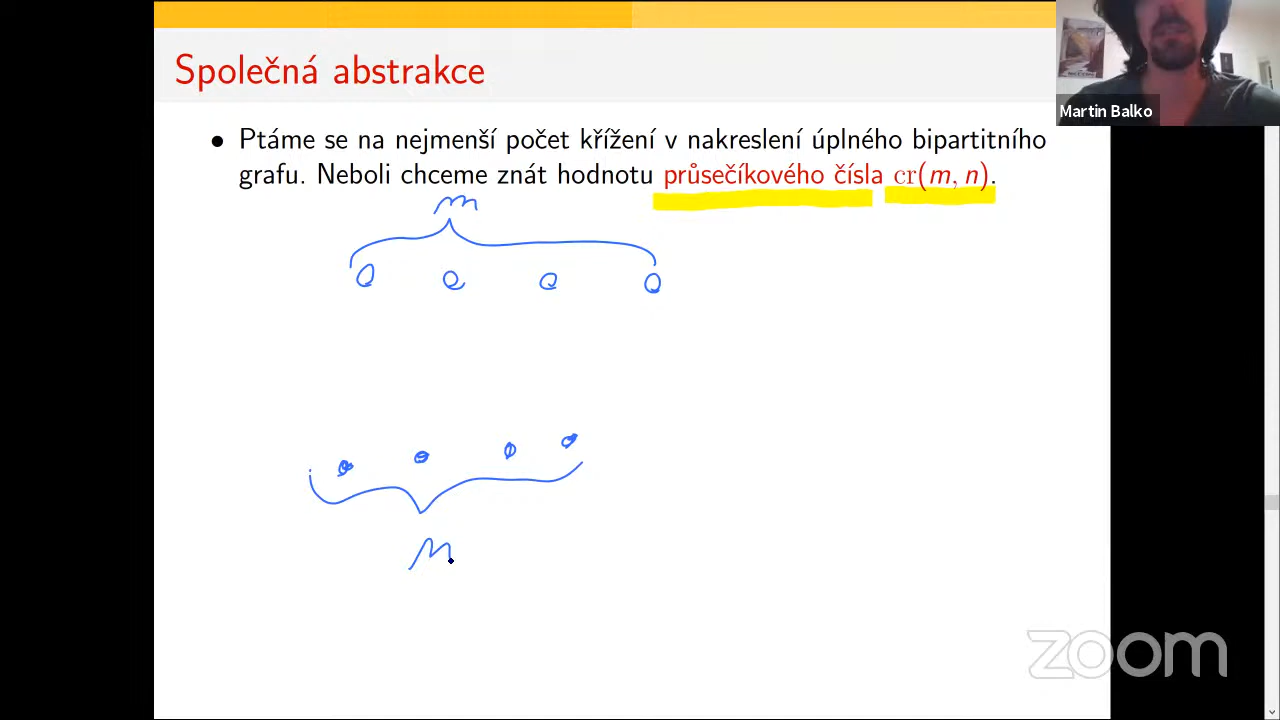 Společná abstrakce
Martin Balko
• Ptáme se na nejmenší počet křížení v nakreslení úplného bipartitního
grafu. Neboli chceme znát hodnotu průsečíkového čísla cr(m, n).
m
n
zoom